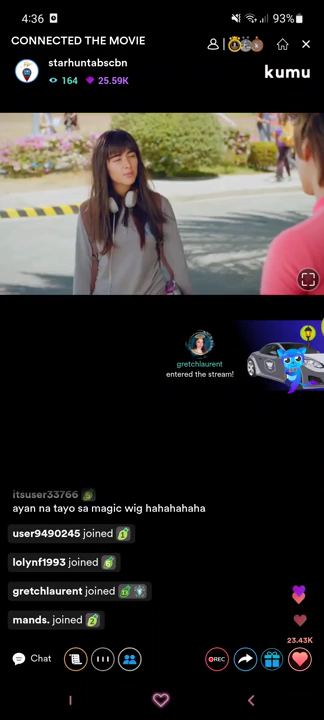 4:36
93%
CONNECTED THE MOVIE
starhuntabscbn
164 25.59K
kumu
gretchlaurent
entered the stream!
itsuser33766
ayan na tayo sa magic wig hahahahaha
user9490245 joined
lolynf1993 joined
gretchlaurent joined
mands. joined
23.43K
Chat
REC